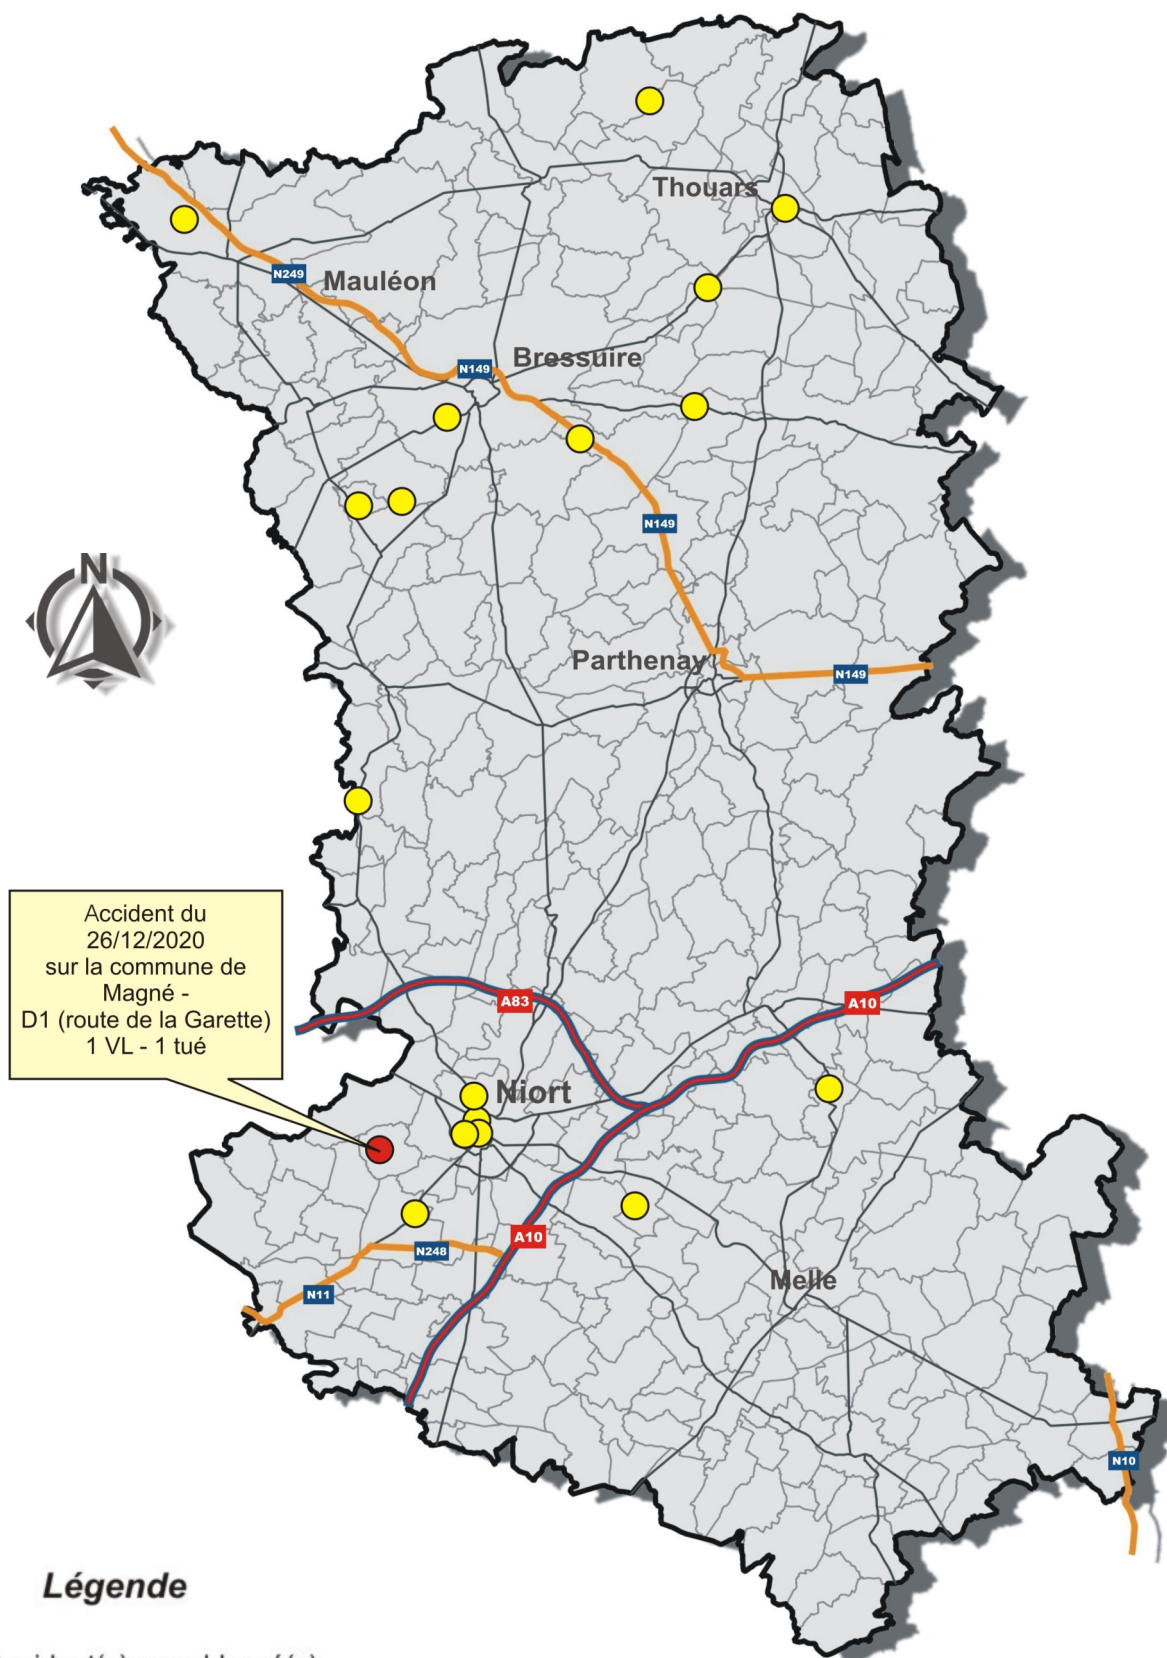 Thouars
N249
Mauléon
Bressuire
N149
N149
N
Parthenay
N149
Accident du
26/12/2020
sur la commune de
Magné -
D1 (route de la Garette)
1 VL - 1 tué
A83
A10
Niort
A10
N248
N11
Melle
N10
Légende